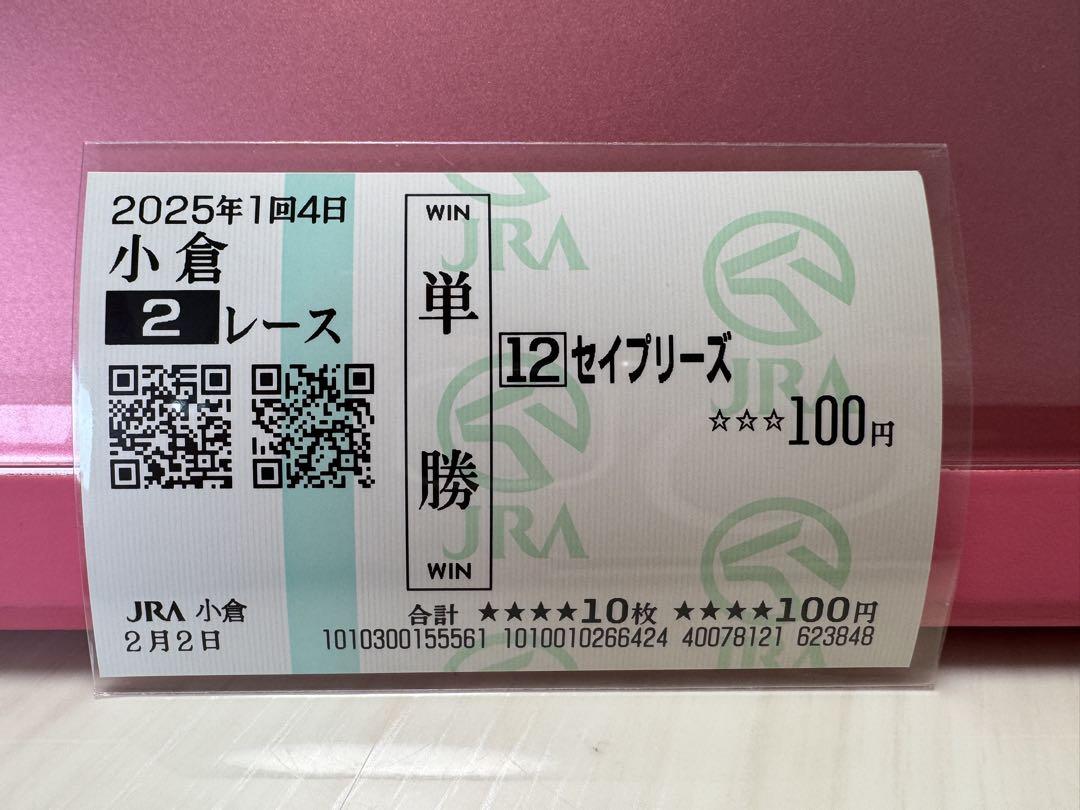 2025年1回4日
小倉
2レース
WIN
単勝
WIN
12セイプリーズ
☆☆☆100円
JRA 小倉
2月2日
合計 ★★★★10枚 ★★★★100円
1010300155561 1010010266424 40078121 623848
JRA
JRA
JRA
JRA